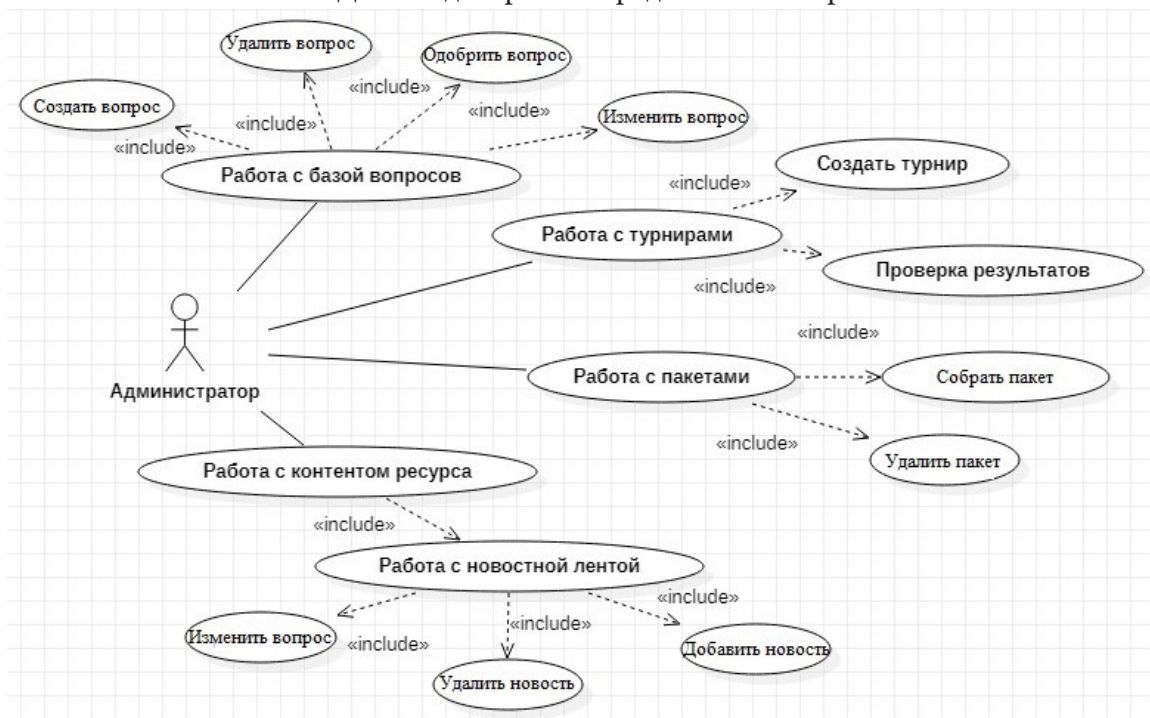 Удалить вопрос
Одобрить вопрос
«include»
Создать вопрос
«include»
«include»
Изменить вопрос
«include»
Работа с базой вопросов
Создать турнир
«include»
Работа с турнирами
Проверка результатов
«include»
«include»
Администратор
Работа с пакетами
Собрать пакет
«include»
Удалить пакет
Работа с контентом ресурса
«include»
Работа с новостной лентой
«include»
Изменить вопрос
«include»
«include»
Добавить новость
Удалить новость